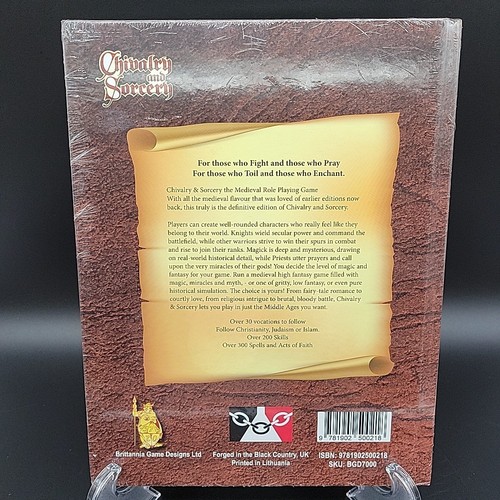 Chivalry
and
Sorcery
For those who Fight and those who Pray
For those who Toil and those who Enchant.
Chivalry & Sorcery the Medieval Role Playing Game
With all the medieval flavour that was loved of earlier editions now
back, this truly is the definitive edition of Chivalry and Sorcery.
Players can create well-rounded characters who really feel like they
belong to their world. Knights wield secular power and command the
battlefield, while other warriors strive to win their spurs in combat
and rise to join their ranks. Magick is deep and mysterious, drawing
on real-world historical detail, while Priests utter prayers and call
upon the very miracles of their gods! You decide the level of magic and
fantasy for your game. Run a medieval high fantasy game filled with
magic, miracles and myth, - or one of gritty, low fantasy, or even pure
historical simulation. The choice is yours! From fairy-tale romance to
courtly love, from religious intrigue to brutal, bloody battle, Chivalry
& Sorcery lets you play in just the Middle Ages you want.
Over 30 vocations to follow
Follow Christianity, Judaism or Islam.
Over 200 Skills
Over 300 Spells and Acts of Faith
9 781902 500218
Brittannia Game Designs Ltd
Forged in the Black Country, UK
Printed in Lithuania
ISBN: 9781902500218
SKU: BGD7000